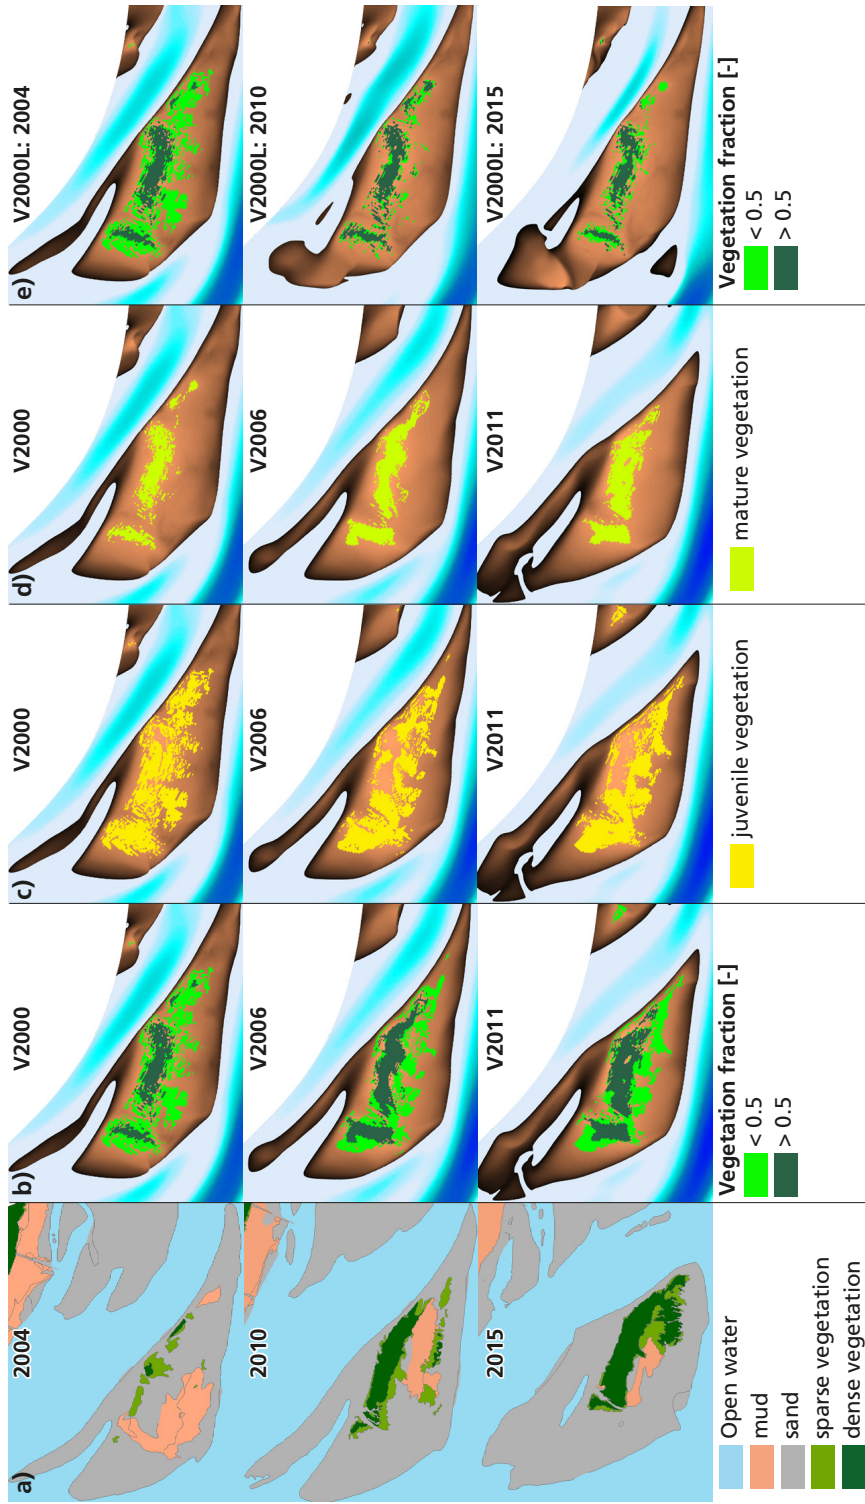 a)
2004
2010
2015
Open water
mud
sand
sparse vegetation
dense vegetation
b)
V2000
V2006
V2011
Vegetation fraction [-]
< 0.5
> 0.5
c)
V2000
V2006
V2011
juvenile vegetation
d)
V2000
V2006
V2011
mature vegetation
e)
V2000L: 2004
V2000L: 2010
V2000L: 2015
Vegetation fraction [-]
< 0.5
> 0.5